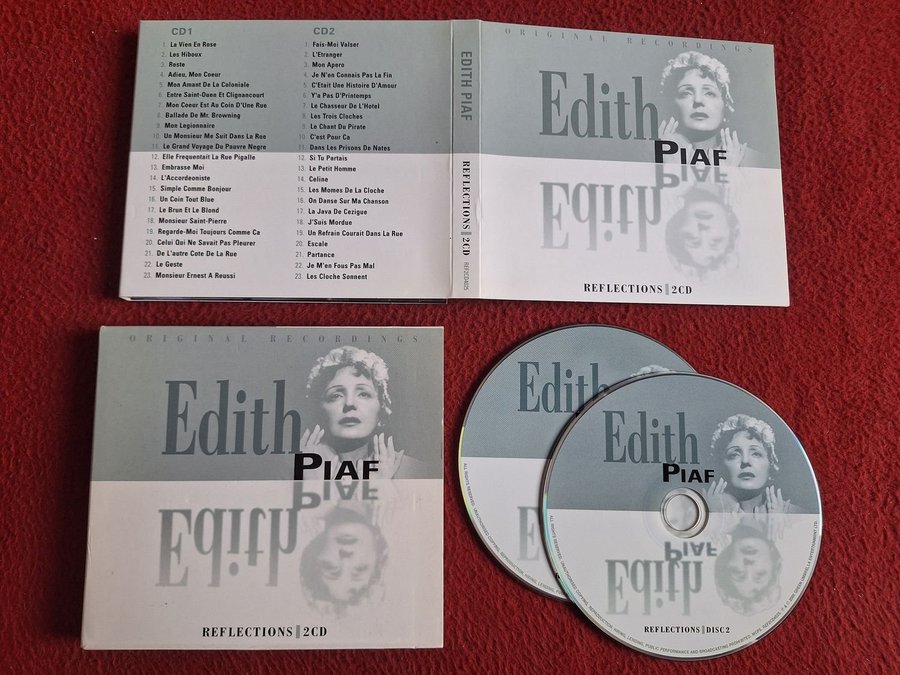 CD1
1. La Vien En Rose
2. Les Hiboux
3. Reste
4. Adieu, Mon Coeur
5. Mon Amant De La Coloniale
6. Entre Saint-Ouen Et Clignancourt
7. Mon Coeur Est Au Coin D'Une Rue
8. Ballade De Mr. Browning
9. Mon Legionnaire
10. Un Monsieur Me Suit Dans La Rue
11. Le Grand Voyage Du Pauvre Negre
12. Elle Frequentait La Rue Pigalle
13. Embrasse Moi
14. L'Accordeoniste
15. Simple Comme Bonjour
16. Un Coin Tout Blue
17. Le Brun Et Le Blond
18. Monsieur Saint-Pierre
19. Regarde-Moi Toujours Comme Ca
20. Celui Qui Ne Savait Pas Pleurer
21. De L'autre Cote De La Rue
22. Le Geste
23. Monsieur Ernest A Reussi
CD2
1. Fais-Moi Valser
2. L'Etranger
3. Mon Apero
4. Je N'en Connais Pas La Fin
5. C'Etait Une Histoire D'Amour
6. Y'a Pas D'Printemps
7. Le Chasseur De L'Hotel
8. Les Trois Cloches
9. Le Chant Du Pirate
10. C'est Pour Ca
11. Dans Les Prisons De Nates
12. Si Tu Partais
13. Le Petit Homme
14. Celine
15. Les Momes De La Cloche
16. On Danse Sur Ma Chanson
17. La Java De Cezigue
18. J'Suis Mordue
19. Un Refrain Courait Dans La Rue
20. Escale
21. Partance
22. Je M'en Fous Pas Mal
23. Les Cloche Sonnent
EDITH PIAF
REFLECTIONS 2CD
REF2CD4025
ORIGINAL RECORDINGS
Edith
PIAF
PIAF
Edith
REFLECTIONS 2CD
ORIGINAL RECORDINGS
Edith
PIAF
PIAF
Edith
REFLECTIONS 2CD
Edith
Edith
PIAF
PIAF
Edith
REFLECTIONS DISC 2